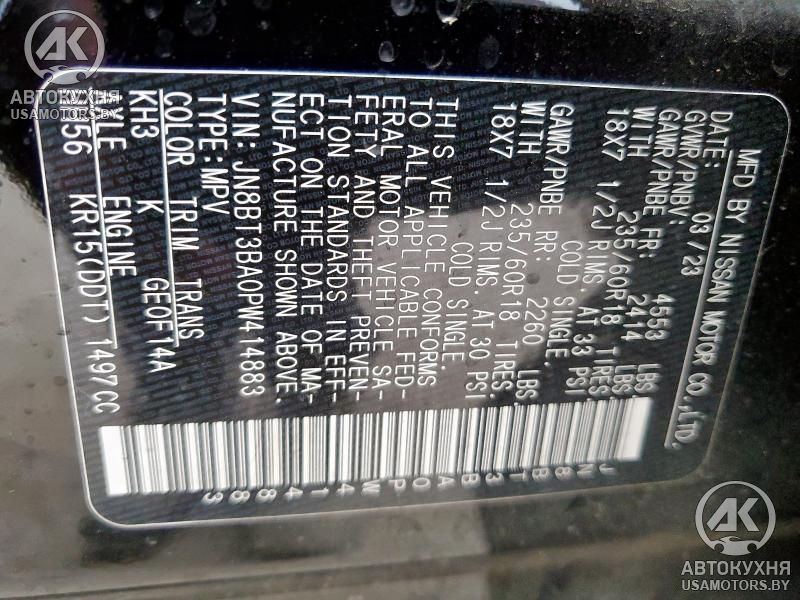 MFD BY NISSAN MOTOR CO.,LTD.
DATE: 03/23
GVWR/PNBV: 4553 LBS
GAWR/PNBE FR: 2414 LBS
WITH 235/60R18 TIRES,
18X7 1/2J RIMS. AT 33 PSI
COLD SINGLE.
GAWR/PNBE RR: 2260 LBS
WITH 235/60R18 TIRES,
18X7 1/2J RIMS. AT 30 PSI
COLD SINGLE.
THIS VEHICLE CONFORMS
TO ALL APPLICABLE FED-
ERAL MOTOR VEHICLE SA-
FETY AND THEFT PREVEN-
TION STANDARDS IN EFF-
ECT ON THE DATE OF MA-
NUFACTURE SHOWN ABOVE.
VIN: JN8BT3BA0PW414883
TYPE: MPV
COLOR TRIM TRANS
KH3 K GE0F14A
ENGINE
KR15(DDT) 1497CC
JN8BT3BA0PW414883
АВТОКУХНЯ
USAMOTORS.BY
АВТОКУХНЯ
USAMOTORS.BY